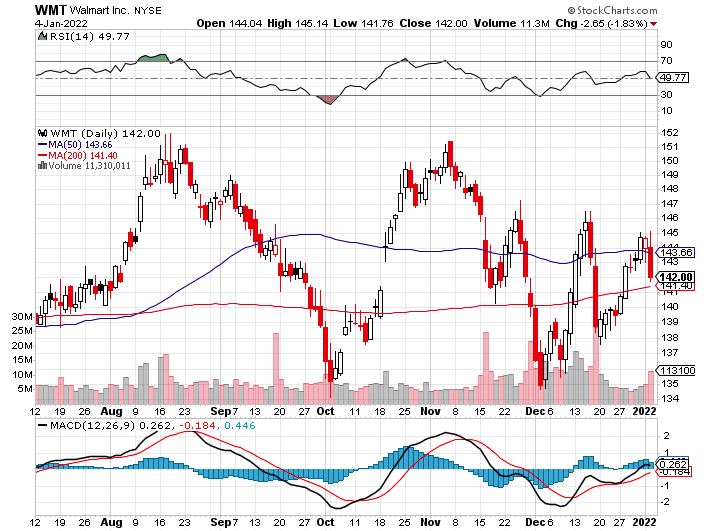 WMT Walmart Inc. NYSE
© StockCharts.com
4-Jan-2022
Open 144.04 High 145.14 Low 141.76 Close 142.00 Volume 11.3M Chg -2.65 (-1.83%)
RSI(14) 49.77
90
70
49.77
30
10
WMT (Daily) 142.00
MA(50) 143.66
MA(200) 141.40
Volume 11,310,011
152
151
150
149
148
147
146
145
143.66
143
142.00
141.40
141
140
139
138
137
136
135
134
30M
25M
20M
15M
10M
5M
113100
12 19 26 Aug 9 16 23 Sep 7 13 20 27 Oct 11 18 25 Nov 8 15 22 Dec 6 13 20 27 2022
MACD(12,26,9) 0.262, -0.184, 0.446
2
1
0.262
-0.184
-1
-2
12 19 26 Aug 9 16 23 Sep 7 13 20 27 Oct 11 18 25 Nov 8 15 22 Dec 6 13 20 27 2022